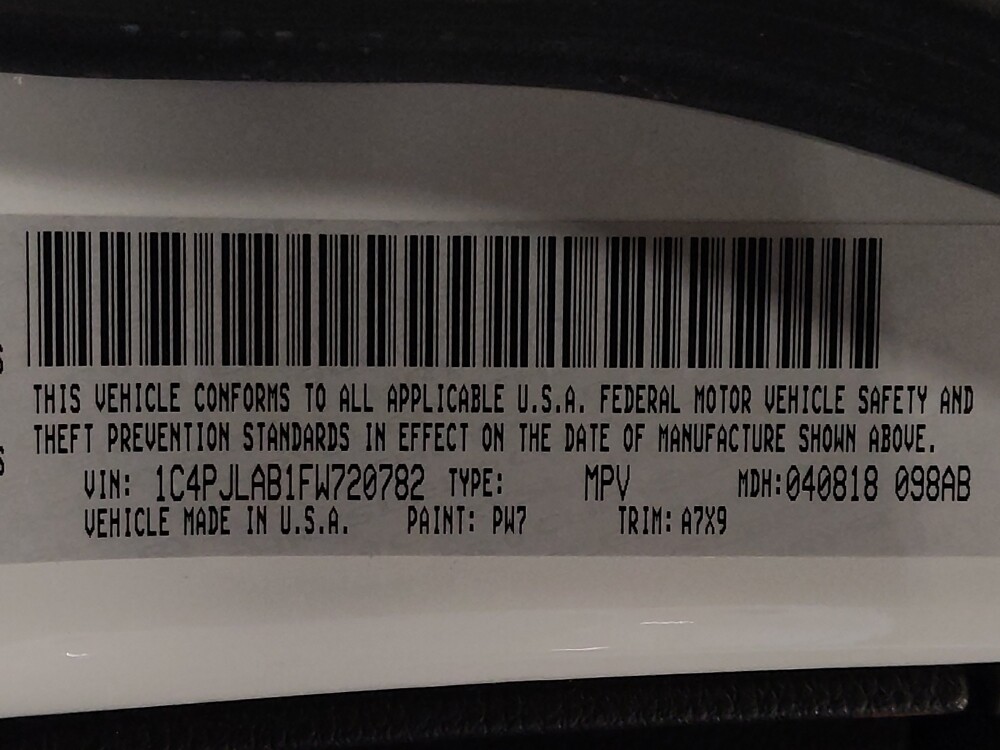 THIS VEHICLE CONFORMS TO ALL APPLICABLE U.S.A. FEDERAL MOTOR VEHICLE SAFETY AND
THEFT PREVENTION STANDARDS IN EFFECT ON THE DATE OF MANUFACTURE SHOWN ABOVE.
VIN: 1C4PJLAB1FW720782 TYPE: MPV MDH:040818 098AB
VEHICLE MADE IN U.S.A. PAINT: PW7 TRIM: A7X9